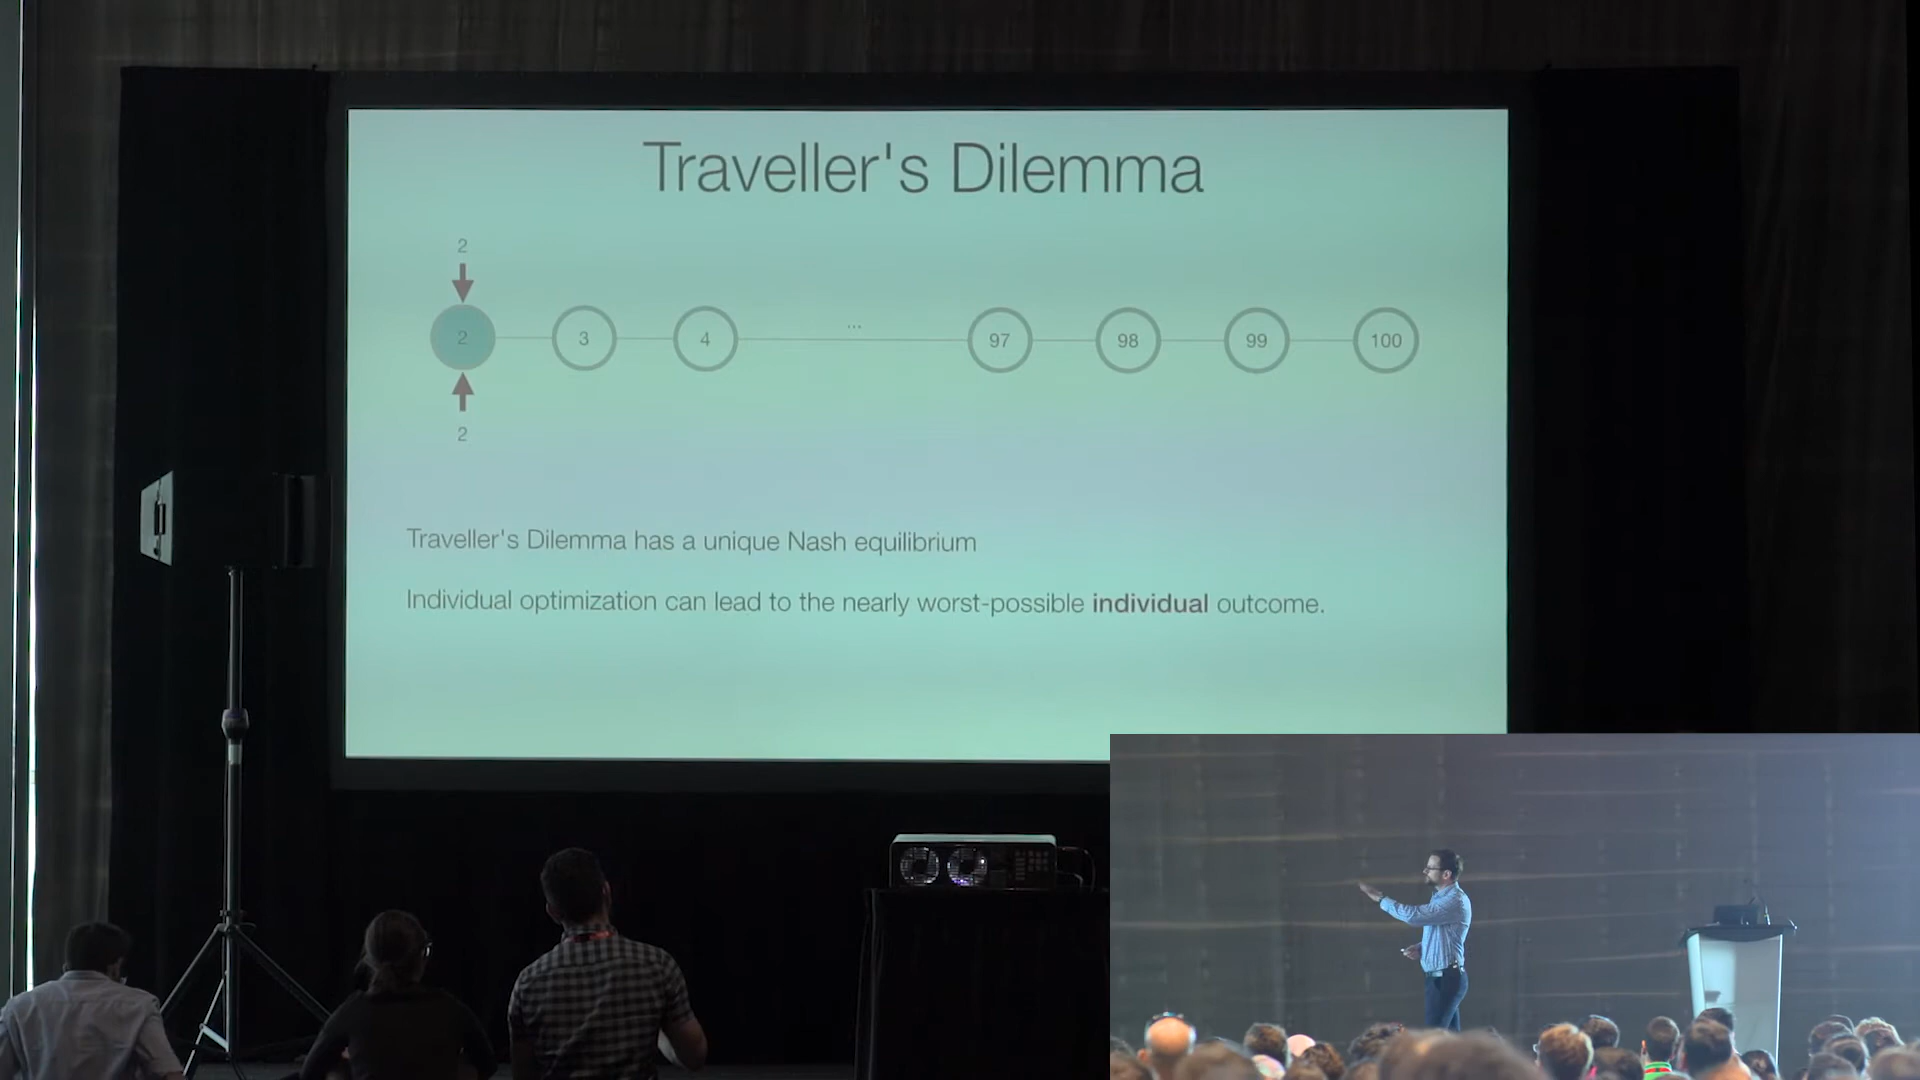 Traveller's Dilemma
2
2 3 4 ... 97 98 99 100
2
Traveller's Dilemma has a unique Nash equilibrium
Individual optimization can lead to the nearly worst-possible individual outcome.